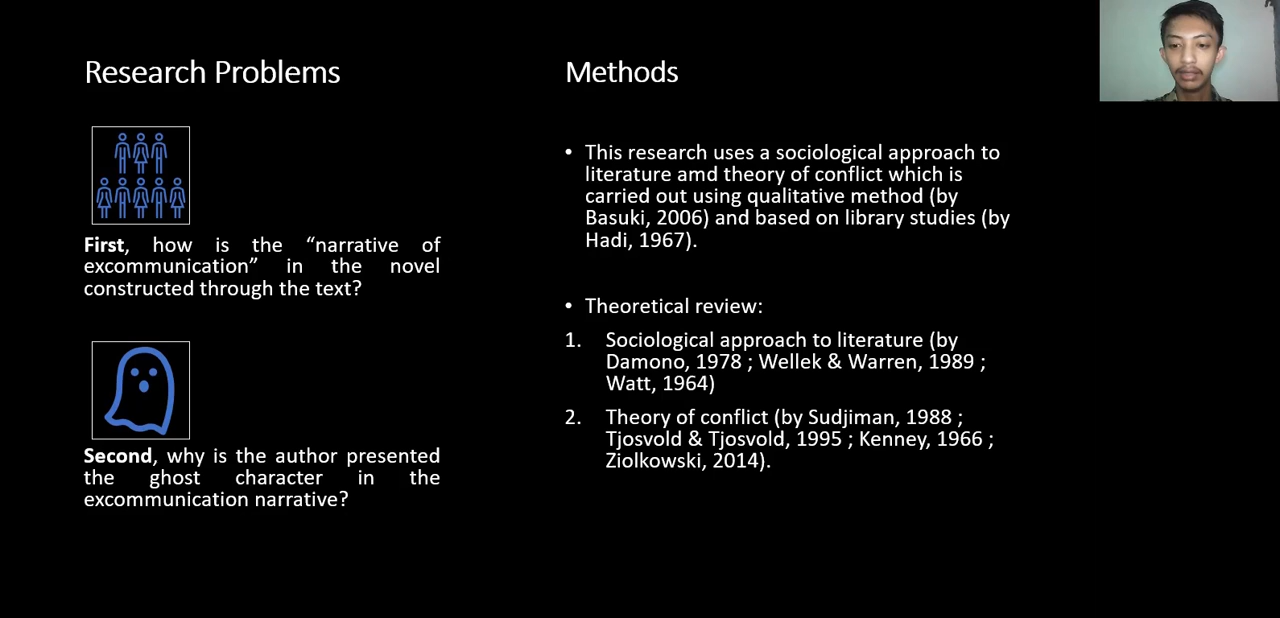 Research Problems
First, how is the “narrative of
excommunication” in the novel
constructed through the text?
Second, why is the author presented
the ghost character in the
excommunication narrative?
Methods
• This research uses a sociological approach to
literature amd theory of conflict which is
carried out using qualitative method (by
Basuki, 2006) and based on library studies (by
Hadi, 1967).
• Theoretical review:
1. Sociological approach to literature (by
Damono, 1978 ; Wellek & Warren, 1989 ;
Watt, 1964)
2. Theory of conflict (by Sudjiman, 1988 ;
Tjosvold & Tjosvold, 1995 ; Kenney, 1966 ;
Ziolkowski, 2014).